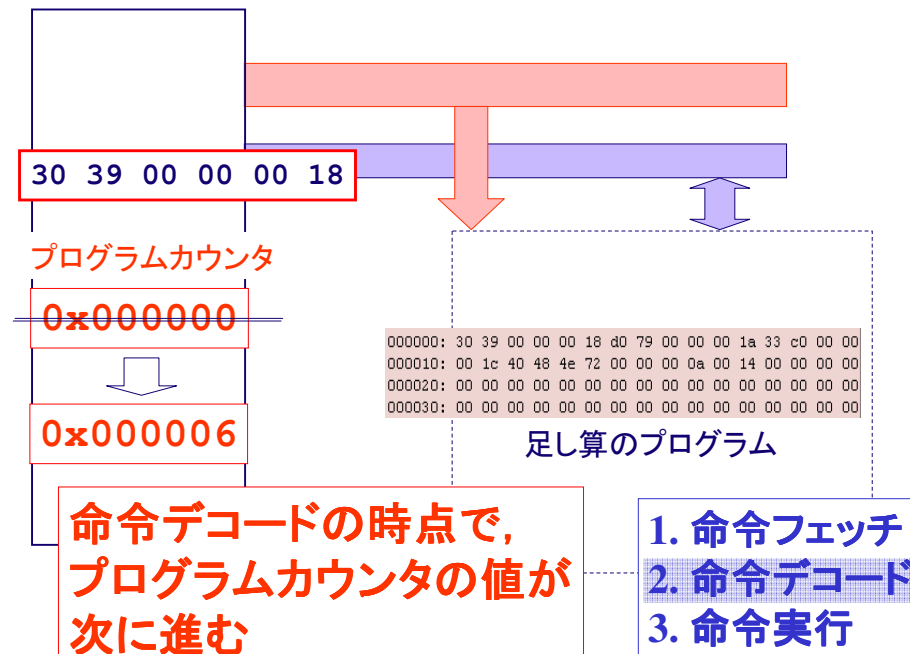 30 39 00 00 00 18
プログラムカウンタ
0x000000
0x000006
000000: 30 39 00 00 00 18 d0 79 00 00 00 1a 33 c0 00 00
000010: 00 1c 40 48 4e 72 00 00 00 0a 00 14 00 00 00 00
000020: 00 00 00 00 00 00 00 00 00 00 00 00 00 00 00 00
000030: 00 00 00 00 00 00 00 00 00 00 00 00 00 00 00 00
足し算のプログラム
命令デコードの時点で,
プログラムカウンタの値が
次に進む
1. 命令フェッチ
2. 命令デコード
3. 命令実行